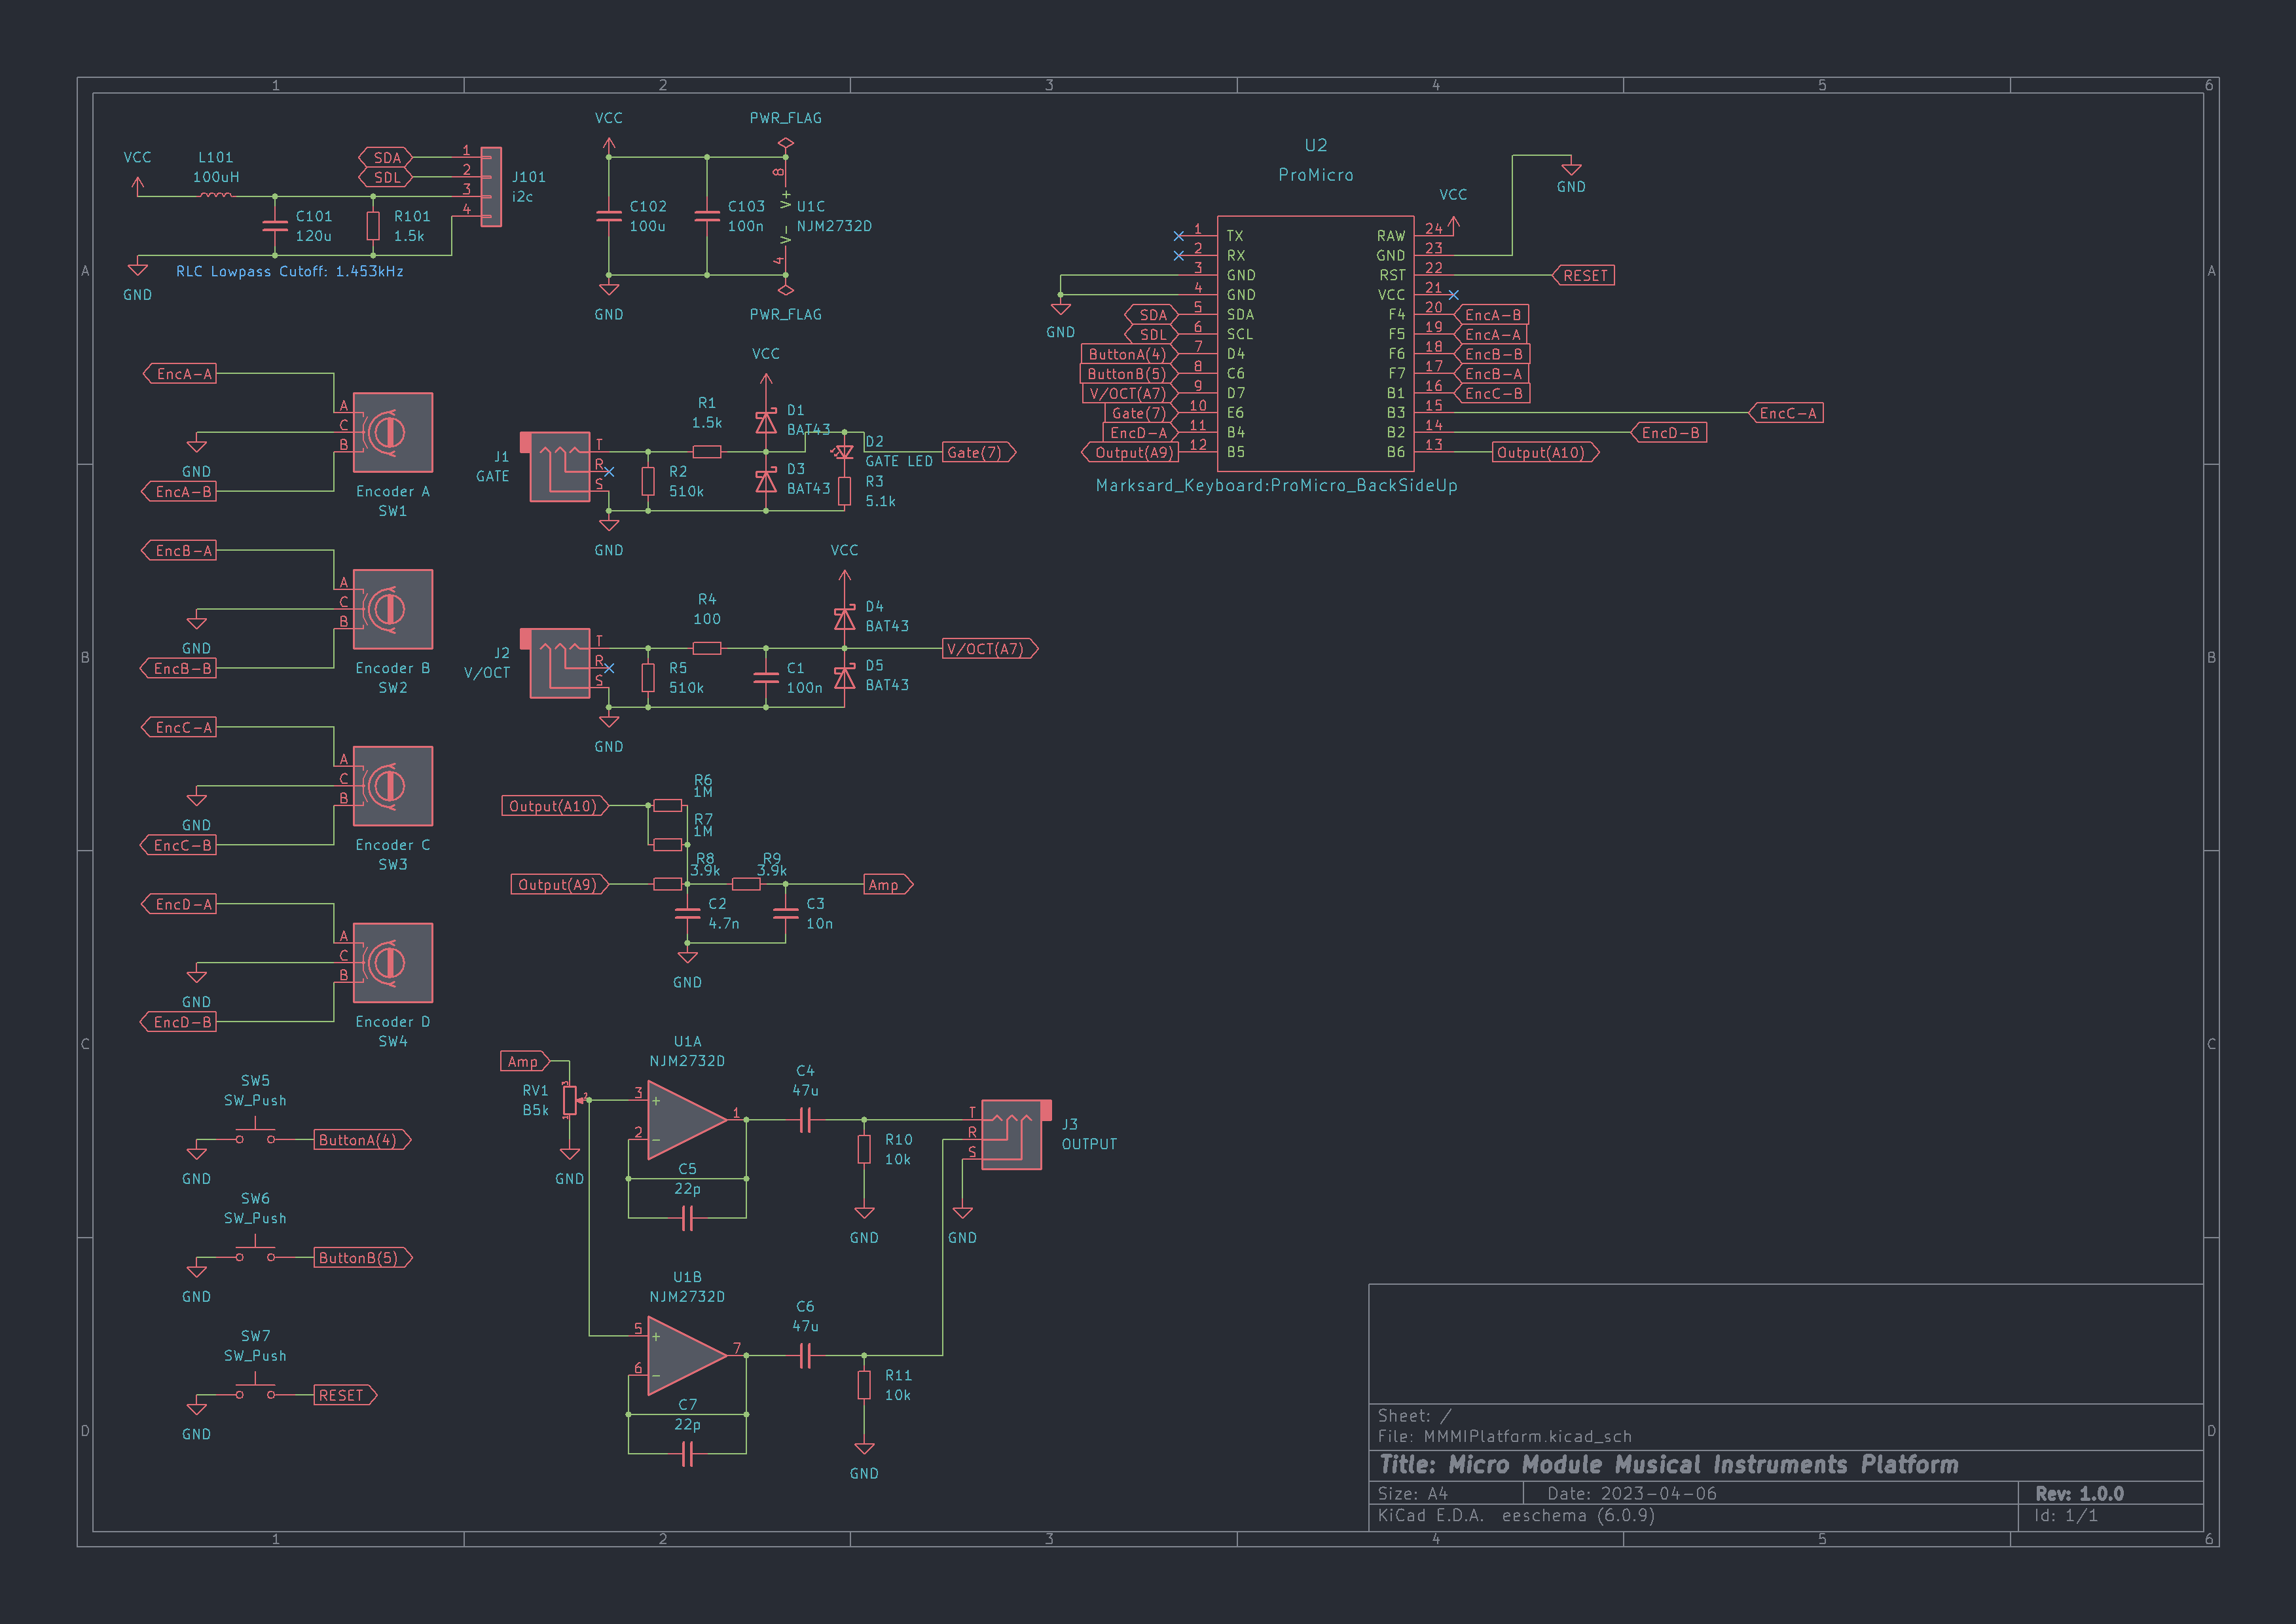 1 2 3 4 5 6
A
B
C
D
VCC
L101
100uH
SDA
SDL
1
2
3
4
J101
i2c
C101
120u
R101
1.5k
GND
RLC Lowpass Cutoff: 1.453kHz
VCC
PWR_FLAG
C102
100u
C103
100n
8
V+
V-
4
U1C
NJM2732D
GND
PWR_FLAG
U2
ProMicro
GND
VCC
1 TX
2 RX
3 GND
4 GND
SDA 5 SDA
SDL 6 SCL
ButtonA(4) 7 D4
ButtonB(5) 8 C6
V/OCT(A7) 9 D7
Gate(7) 10 E6
EncD-A 11 B4
Output(A9) 12 B5
GND
RAW 24
GND 23
RST 22 RESET
VCC 21
F4 20 EncA-B
F5 19 EncA-A
F6 18 EncB-B
F7 17 EncB-A
B1 16 EncC-B
B3 15 EncC-A
B2 14 EncD-B
B6 13 Output(A10)
Marksard_Keyboard:ProMicro_BackSideUp
EncA-A
A
C
B
GND
EncA-B
Encoder A
SW1
EncB-A
A
C
B
GND
EncB-B
Encoder B
SW2
EncC-A
A
C
B
GND
EncC-B
Encoder C
SW3
EncD-A
A
C
B
GND
EncD-B
Encoder D
SW4
VCC
R1
1.5k
D1
BAT43
J1
GATE
T
R
S
R2
510k
D3
BAT43
D2
GATE LED
R3
5.1k
Gate(7)
GND
VCC
R4
100
D4
BAT43
J2
V/OCT
T
R
S
R5
510k
C1
100n
D5
BAT43
V/OCT(A7)
GND
Output(A10)
R6
1M
R7
1M
Output(A9)
R8
3.9k
R9
3.9k
Amp
C2
4.7n
C3
10n
GND
SW5
SW_Push
ButtonA(4)
GND
SW6
SW_Push
ButtonB(5)
GND
SW7
SW_Push
RESET
GND
Amp
RV1
B5k
3
2
1
GND
U1A
NJM2732D
3 +
2 -
1
C5
22p
C4
47u
R10
10k
GND
T
R
S
J3
OUTPUT
GND
U1B
NJM2732D
5 +
6 -
7
C7
22p
C6
47u
R11
10k
GND
Sheet: /
File: MMMIPlatform.kicad_sch
Title: Micro Module Musical Instruments Platform
Size: A4 Date: 2023-04-06 Rev: 1.0.0
KiCad E.D.A. eeschema (6.0.9) Id: 1/1
A
B
C
D
1 2 3 4 5 6